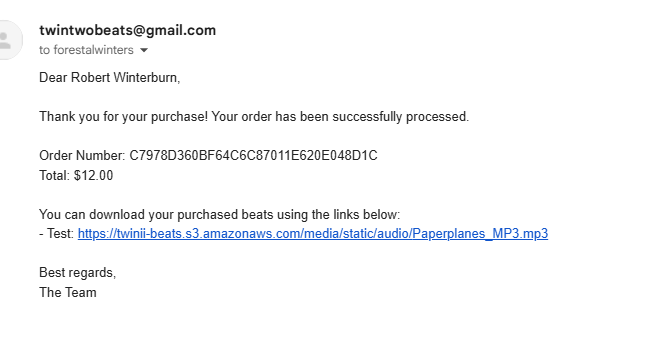 twintwobeats@gmail.com
to forestalwinters
Dear Robert Winterburn,
Thank you for your purchase! Your order has been successfully processed.
Order Number: C7978D360BF64C6C87011E620E048D1C
Total: $12.00
You can download your purchased beats using the links below:
- Test: https://twinii-beats.s3.amazonaws.com/media/static/audio/Paperplanes_MP3.mp3
Best regards,
The Team